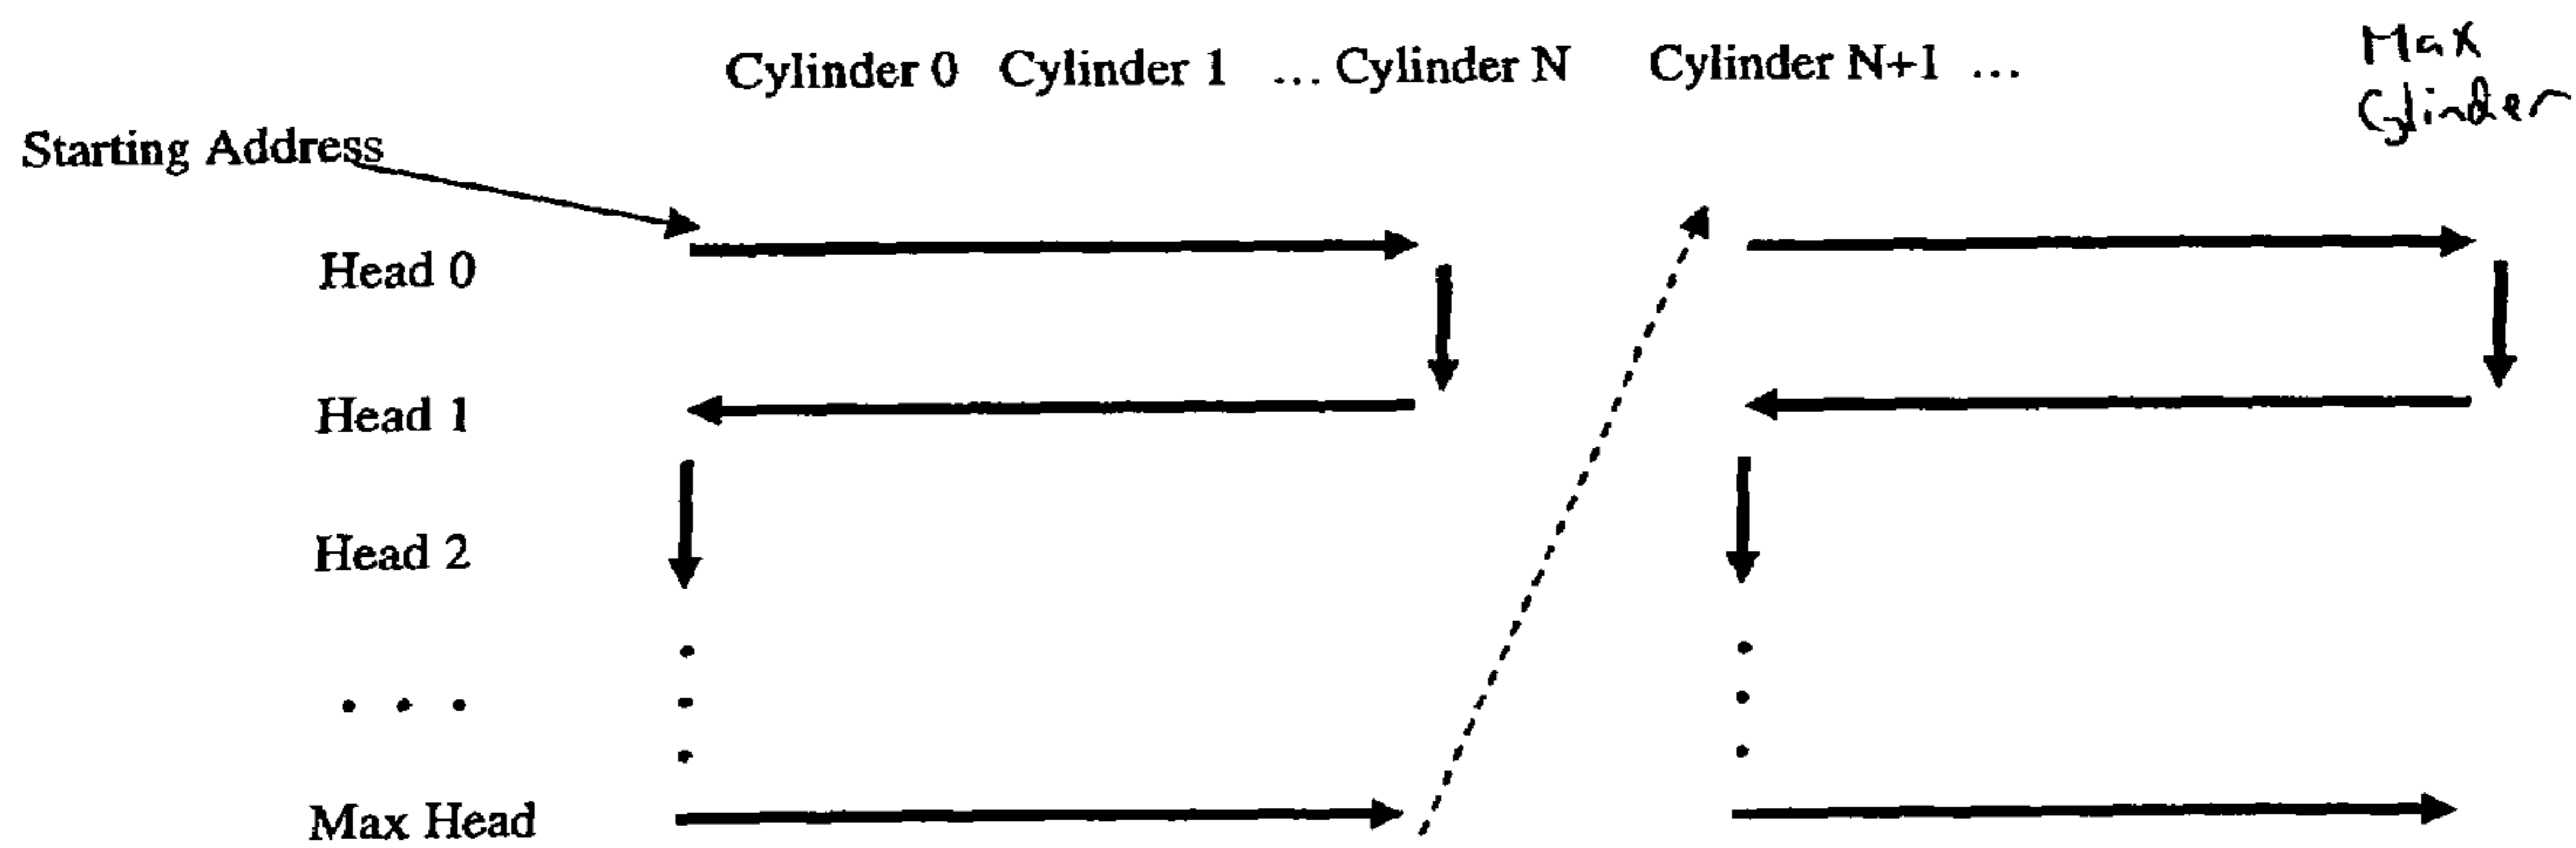 Cylinder 0 Cylinder 1 ... Cylinder N Cylinder N+1 ...
Max
Cylinder
Starting Address
Head 0
Head 1
Head 2
. . .
Max Head